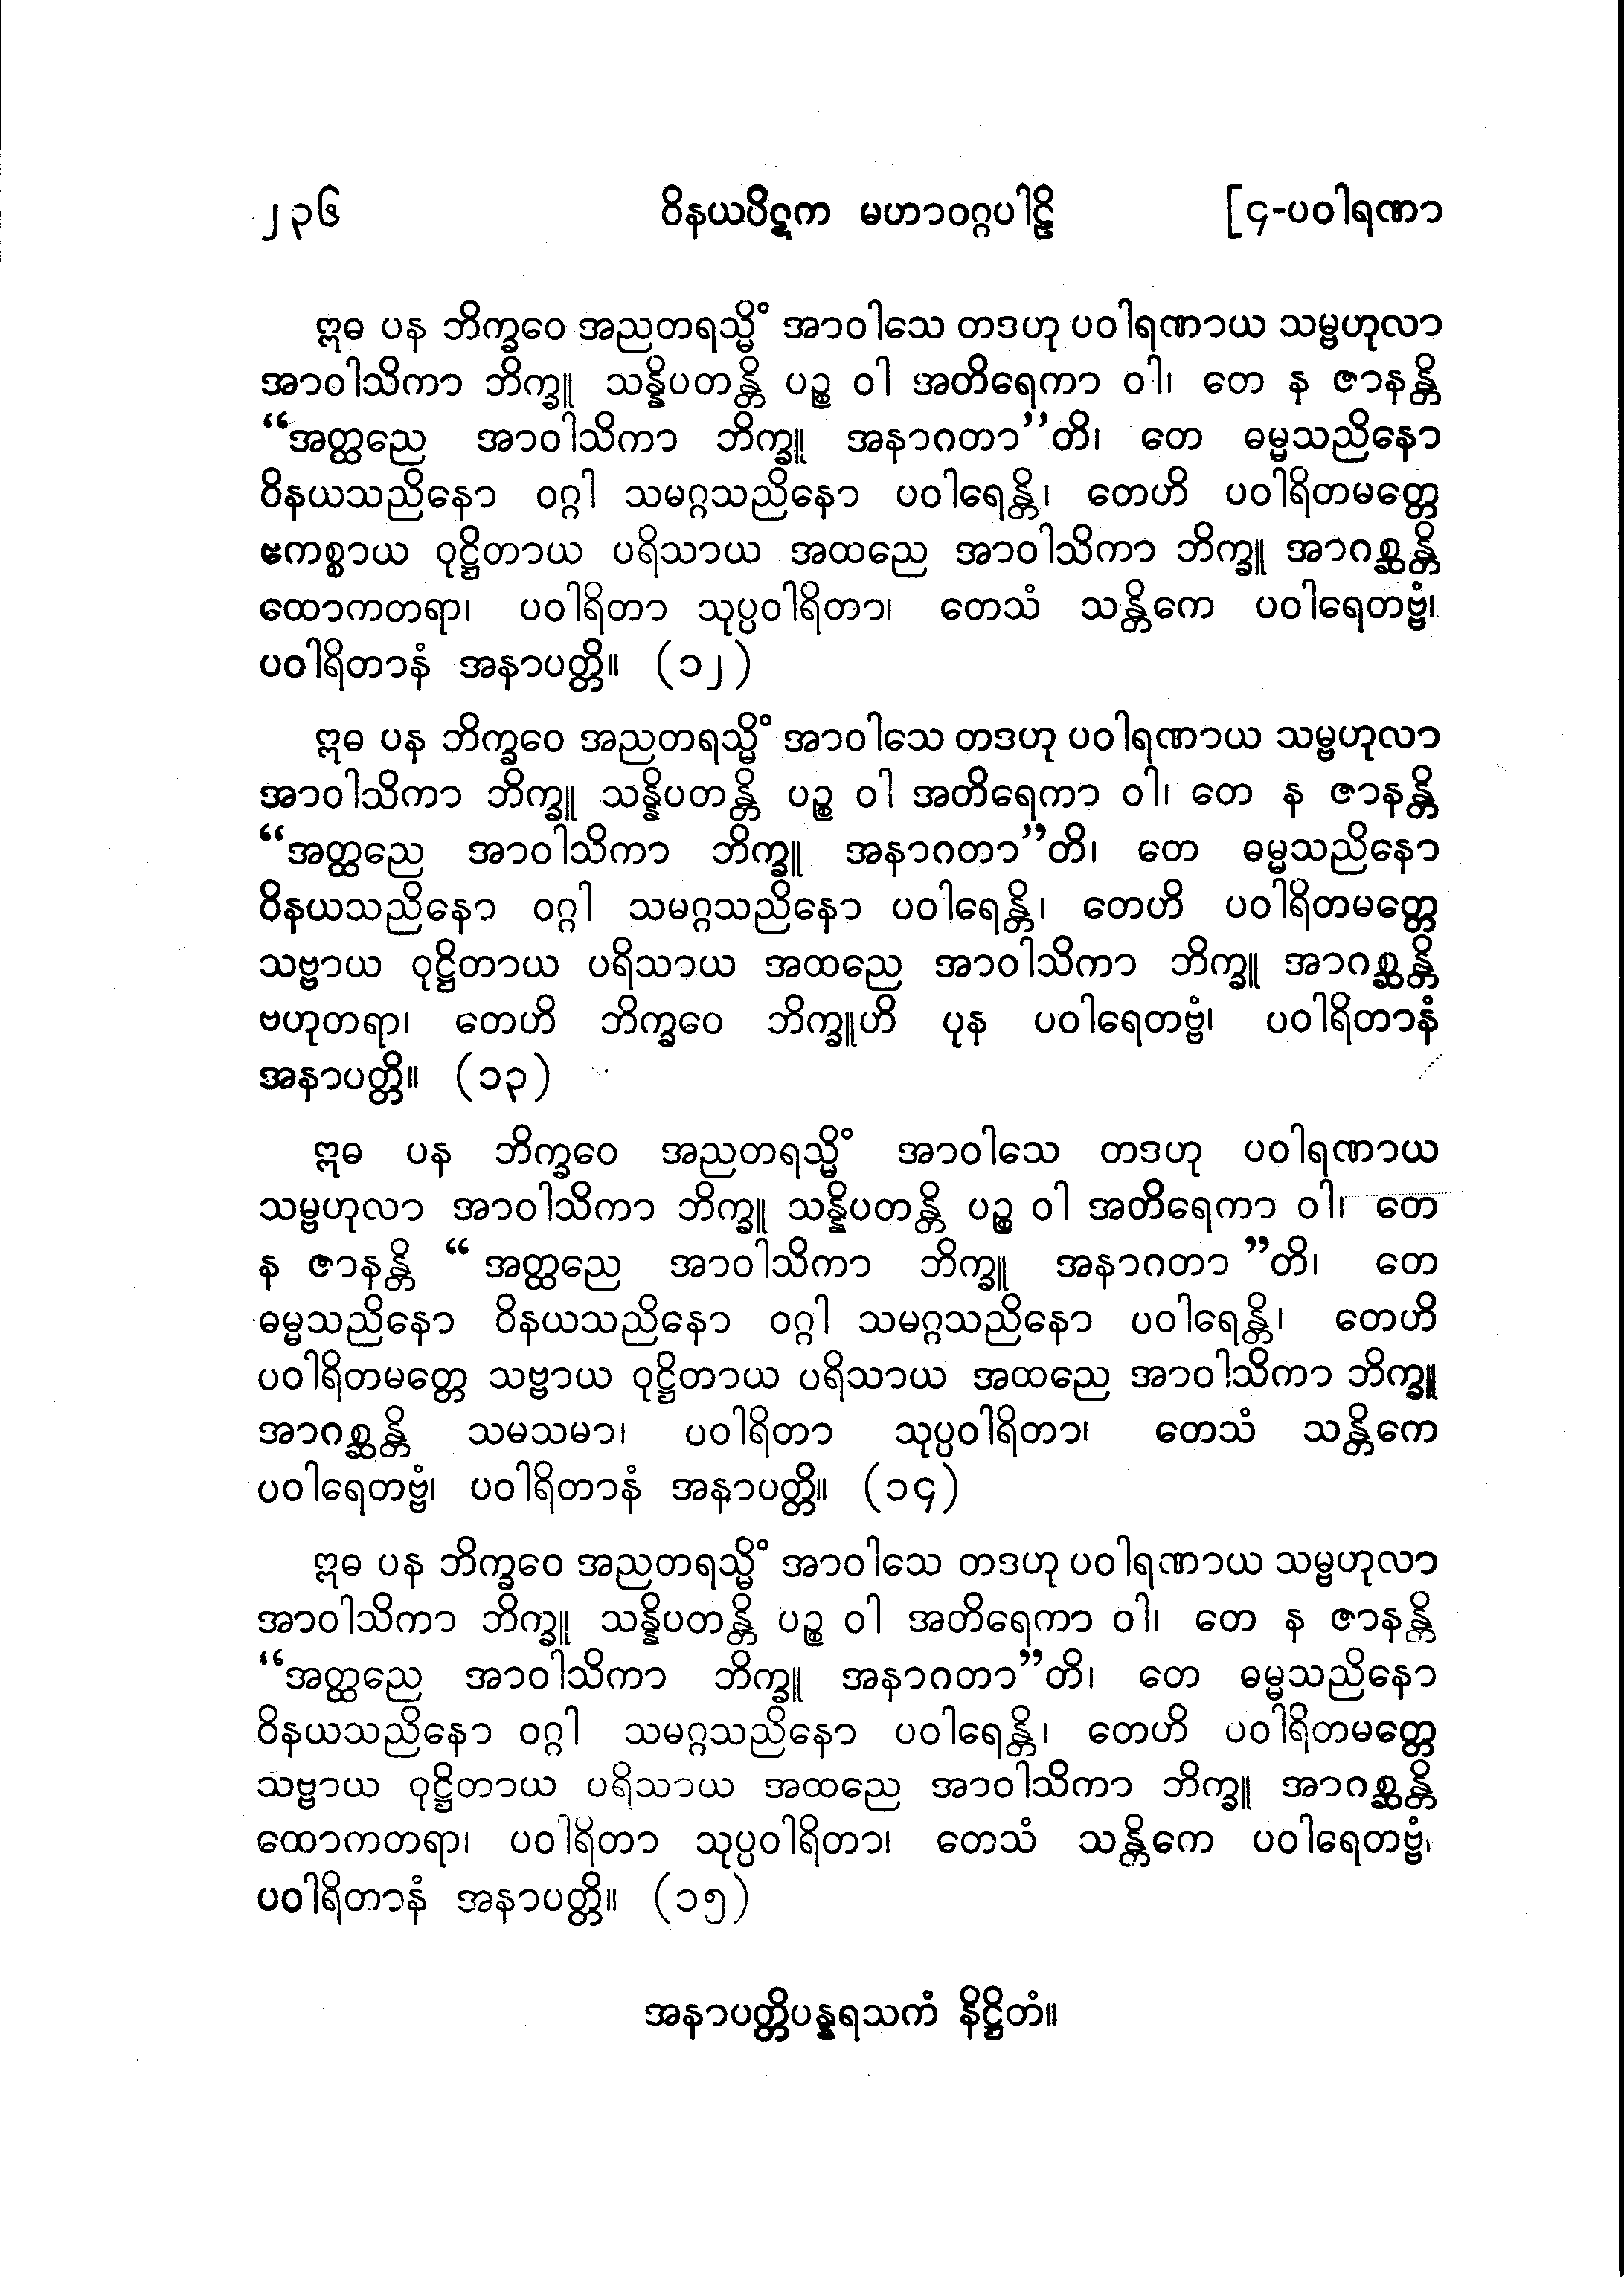 ၂၃၆ ဝိနယပိဋက မဟာဝဂ္ဂပါဠိ [၄-ပဝါရဏာ
ဣဓ ပန ဘိက္ခဝေ အညတရသ္မိံ အာဝါသေ တဒဟု ပဝါရဏာယ သမ္ဗဟုလာ
အာဝါသိကာ ဘိက္ခူ သန္နိပတန္တိ ပဉ္စ ဝါ အတိရေကာ ဝါ၊ တေ န ဇာနန္တိ
“အတ္ထညေ အာဝါသိကာ ဘိက္ခူ အနာဂတာ”တိ၊ တေ ဓမ္မသညိနော
ဝိနယသညိနော ဝဂ္ဂါ သမဂ္ဂသညိနော ပဝါရေန္တိ၊ တေဟိ ပဝါရိတမတ္တေ
ဧကစ္စာယ ဝုဋ္ဌိတာယ ပရိသာယ အထညေ အာဝါသိကာ ဘိက္ခူ အာဂစ္ဆန္တိ
ထောကတရာ၊ ပဝါရိတာ သုပ္ပဝါရိတာ၊ တေသံ သန္တိကေ ပဝါရေတဗ္ဗံ၊
ပဝါရိတာနံ အနာပတ္တိ။ (၁၂)
ဣဓ ပန ဘိက္ခဝေ အညတရသ္မိံ အာဝါသေ တဒဟု ပဝါရဏာယ သမ္ဗဟုလာ
အာဝါသိကာ ဘိက္ခူ သန္နိပတန္တိ ပဉ္စ ဝါ အတိရေကာ ဝါ၊ တေ န ဇာနန္တိ
“အတ္ထညေ အာဝါသိကာ ဘိက္ခူ အနာဂတာ”တိ၊ တေ ဓမ္မသညိနော
ဝိနယသညိနော ဝဂ္ဂါ သမဂ္ဂသညိနော ပဝါရေန္တိ၊ တေဟိ ပဝါရိတမတ္တေ
သဗ္ဗာယ ဝုဋ္ဌိတာယ ပရိသာယ အထညေ အာဝါသိကာ ဘိက္ခူ အာဂစ္ဆန္တိ
ဗဟုတရာ၊ တေဟိ ဘိက္ခဝေ ဘိက္ခူဟိ ပုန ပဝါရေတဗ္ဗံ၊ ပဝါရိတာနံ
အနာပတ္တိ။ (၁၃)
ဣဓ ပန ဘိက္ခဝေ အညတရသ္မိံ အာဝါသေ တဒဟု ပဝါရဏာယ
သမ္ဗဟုလာ အာဝါသိကာ ဘိက္ခူ သန္နိပတန္တိ ပဉ္စ ဝါ အတိရေကာ ဝါ၊ တေ
န ဇာနန္တိ “ အတ္ထညေ အာဝါသိကာ ဘိက္ခူ အနာဂတာ ”တိ၊ တေ
ဓမ္မသညိနော ဝိနယသညိနော ဝဂ္ဂါ သမဂ္ဂသညိနော ပဝါရေန္တိ၊ တေဟိ
ပဝါရိတမတ္တေ သဗ္ဗာယ ဝုဋ္ဌိတာယ ပရိသာယ အထညေ အာဝါသိကာ ဘိက္ခူ
အာဂစ္ဆန္တိ သမသမာ၊ ပဝါရိတာ သုပ္ပဝါရိတာ၊ တေသံ သန္တိကေ
ပဝါရေတဗ္ဗံ၊ ပဝါရိတာနံ အနာပတ္တိ။ (၁၄)
ဣဓ ပန ဘိက္ခဝေ အညတရသ္မိံ အာဝါသေ တဒဟု ပဝါရဏာယ သမ္ဗဟုလာ
အာဝါသိကာ ဘိက္ခူ သန္နိပတန္တိ ပဉ္စ ဝါ အတိရေကာ ဝါ၊ တေ န ဇာနန္တိ
“အတ္ထညေ အာဝါသိကာ ဘိက္ခူ အနာဂတာ”တိ၊ တေ ဓမ္မသညိနော
ဝိနယသညိနော ဝဂ္ဂါ သမဂ္ဂသညိနော ပဝါရေန္တိ၊ တေဟိ ပဝါရိတမတ္တေ
သဗ္ဗာယ ဝုဋ္ဌိတာယ ပရိသာယ အထညေ အာဝါသိကာ ဘိက္ခူ အာဂစ္ဆန္တိ
ထောကတရာ၊ ပဝါရိတာ သုပ္ပဝါရိတာ၊ တေသံ သန္တိကေ ပဝါရေတဗ္ဗံ၊
ပဝါရိတာနံ အနာပတ္တိ။ (၁၅)
အနာပတ္တိပန္နရသကံ နိဋ္ဌိတံ။